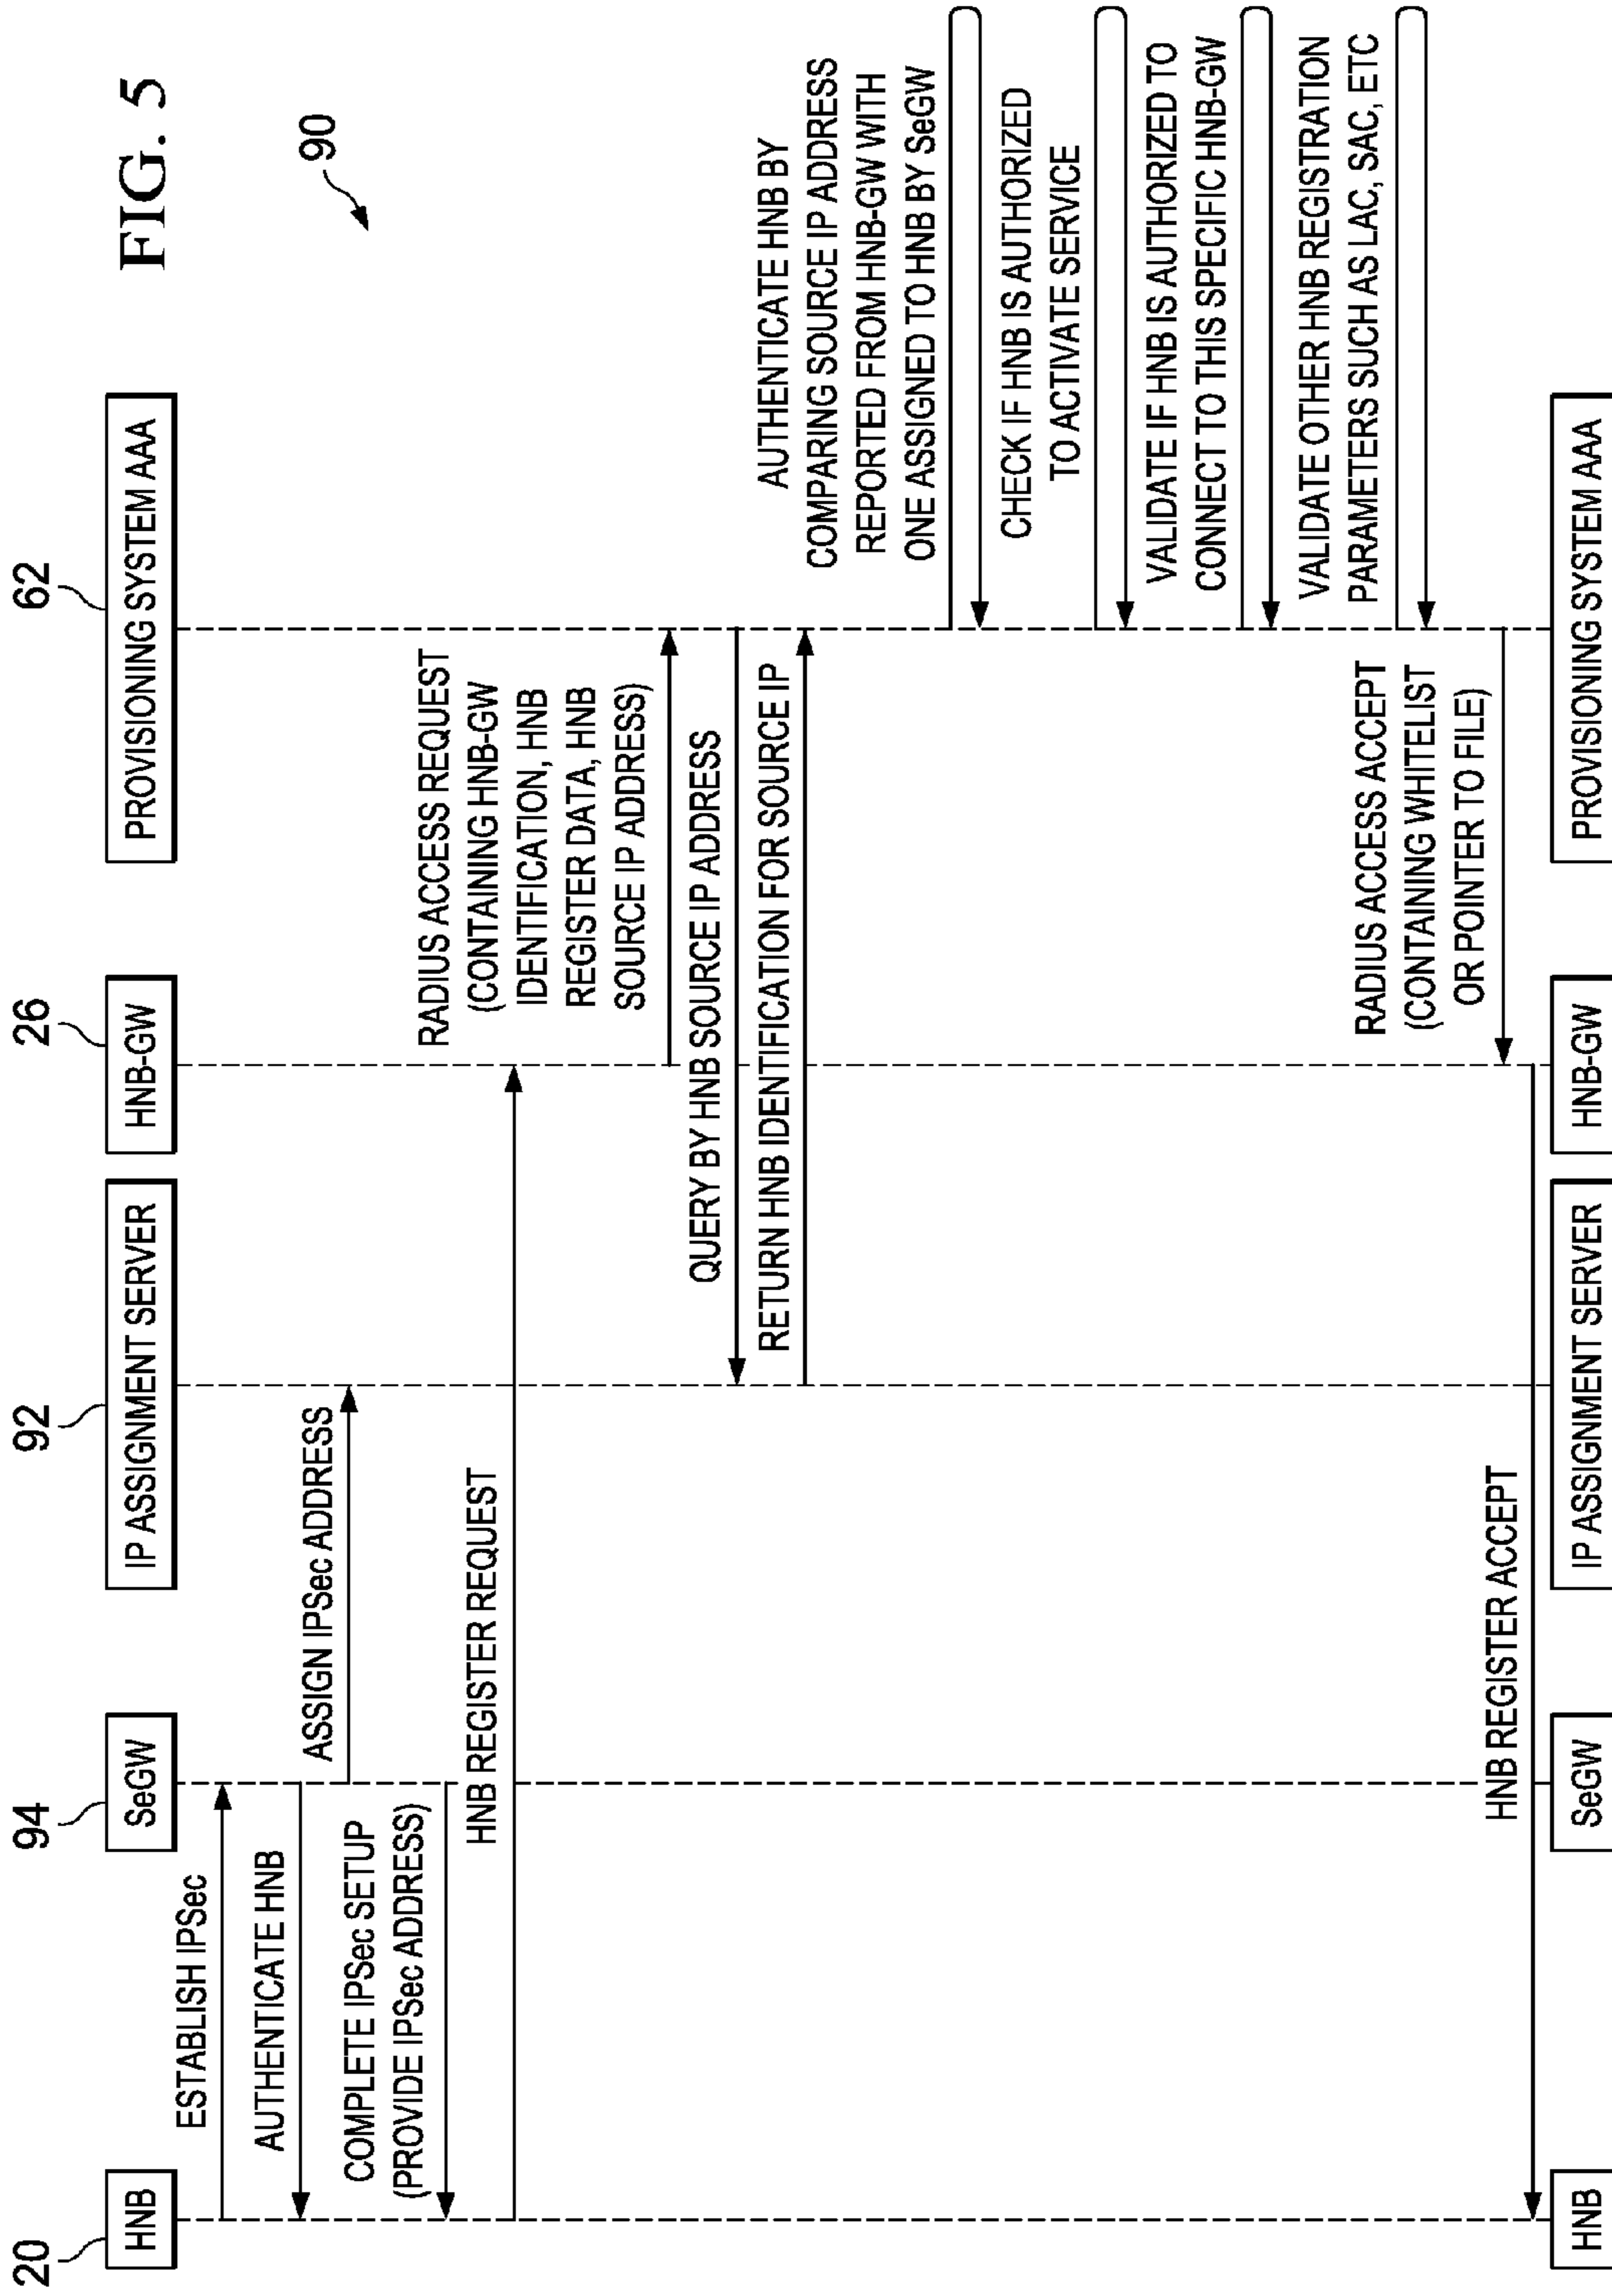 FIG. 5
90
20
94
92
26
62
HNB
SeGW
IP ASSIGNMENT SERVER
HNB-GW
PROVISIONING SYSTEM AAA
ESTABLISH IPSec
AUTHENTICATE HNB
ASSIGN IPSec ADDRESS
COMPLETE IPSec SETUP
(PROVIDE IPSec ADDRESS)
HNB REGISTER REQUEST
RADIUS ACCESS REQUEST
(CONTAINING HNB-GW
IDENTIFICATION, HNB
REGISTER DATA, HNB
SOURCE IP ADDRESS)
QUERY BY HNB SOURCE IP ADDRESS
RETURN HNB IDENTIFICATION FOR SOURCE IP
AUTHENTICATE HNB BY
COMPARING SOURCE IP ADDRESS
REPORTED FROM HNB-GW WITH
ONE ASSIGNED TO HNB BY SeGW
CHECK IF HNB IS AUTHORIZED
TO ACTIVATE SERVICE
VALIDATE IF HNB IS AUTHORIZED TO
CONNECT TO THIS SPECIFIC HNB-GW
VALIDATE OTHER HNB REGISTRATION
PARAMETERS SUCH AS LAC, SAC, ETC
RADIUS ACCESS ACCEPT
(CONTAINING WHITELIST
OR POINTER TO FILE)
HNB REGISTER ACCEPT
HNB
SeGW
IP ASSIGNMENT SERVER
HNB-GW
PROVISIONING SYSTEM AAA